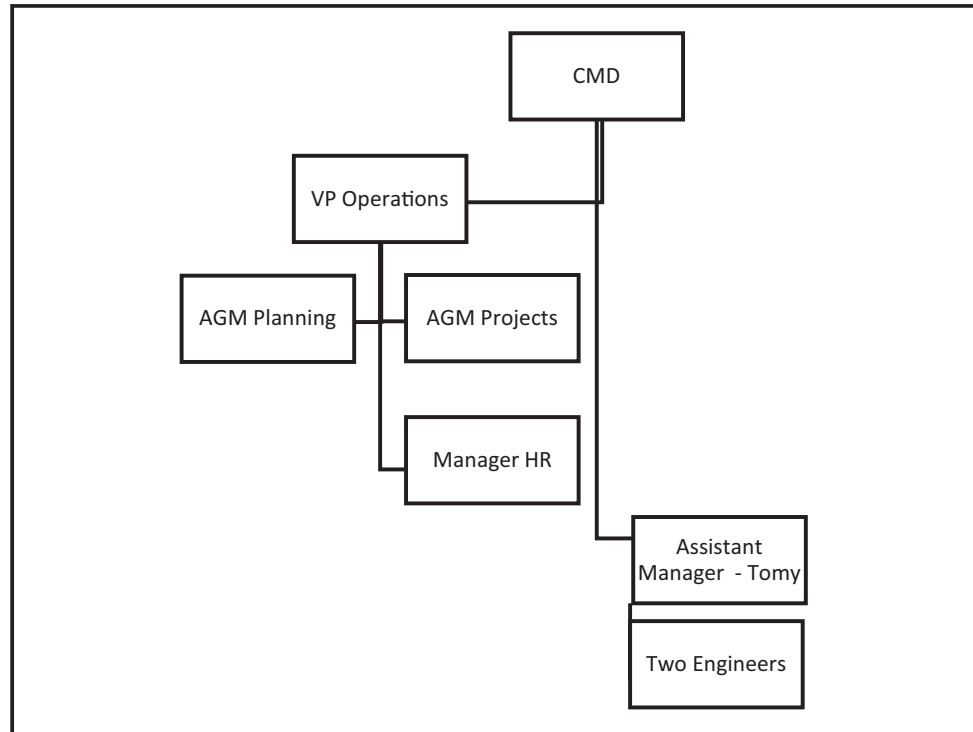 CMD
VP Operations
AGM Planning
AGM Projects
Manager HR
Assistant
Manager - Tomy
Two Engineers